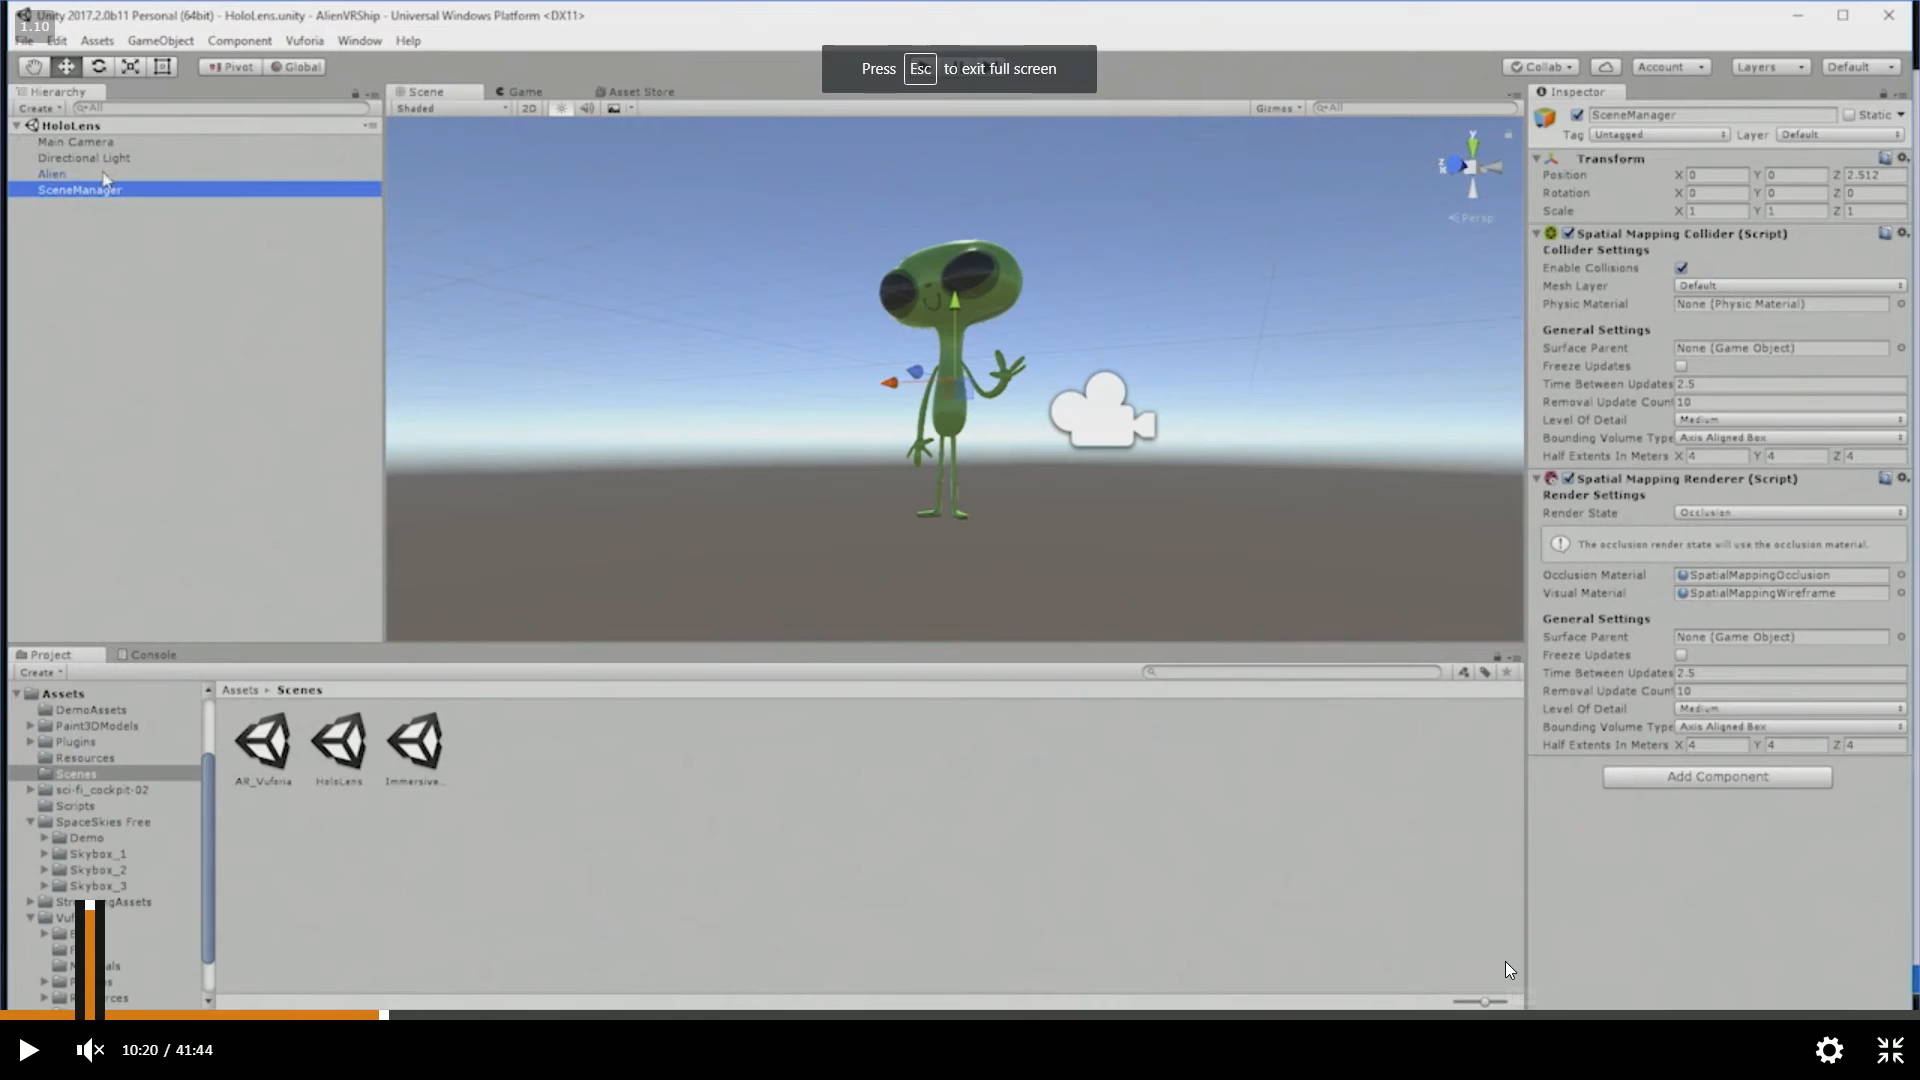 Unity 2017.2.0b11 Personal (64bit) - HoloLens.unity - AlienVRShip - Universal Windows Platform <DX11>
1.10
File Edit Assets GameObject Component Vuforia Window Help
Press Esc to exit full screen
Pivot Global
Collab Account Layers Default
Hierarchy
Create All
HoloLens
Main Camera
Directional Light
Alien
SceneManager
Scene Game Asset Store
Shaded 2D Gizmos All
y
z
x
Persp
Inspector
SceneManager Static
Tag Untagged Layer Default
Transform
Position X 0 Y 0 Z 2.512
Rotation X 0 Y 0 Z 0
Scale X 1 Y 1 Z 1
Spatial Mapping Collider (Script)
Collider Settings
Enable Collisions
Mesh Layer Default
Physic Material None (Physic Material)
General Settings
Surface Parent None (Game Object)
Freeze Updates
Time Between Updates 2.5
Removal Update Count 10
Level Of Detail Medium
Bounding Volume Type Axis Aligned Box
Half Extents In Meters X 4 Y 4 Z 4
Spatial Mapping Renderer (Script)
Render Settings
Render State Occlusion
The occlusion render state will use the occlusion material.
Occlusion Material SpatialMappingOcclusion
Visual Material SpatialMappingWireframe
General Settings
Surface Parent None (Game Object)
Freeze Updates
Time Between Updates 2.5
Removal Update Count 10
Level Of Detail Medium
Bounding Volume Type Axis Aligned Box
Half Extents In Meters X 4 Y 4 Z 4
Add Component
Project Console
Create
Assets
DemoAssets
Paint3DModels
Plugins
Resources
Scenes
sci-fi_cockpit-02
Scripts
SpaceSkies Free
Demo
Skybox_1
Skybox_2
Skybox_3
Assets Scenes
AR_Vuforia HoloLens Immersive...
10:20 / 41:44